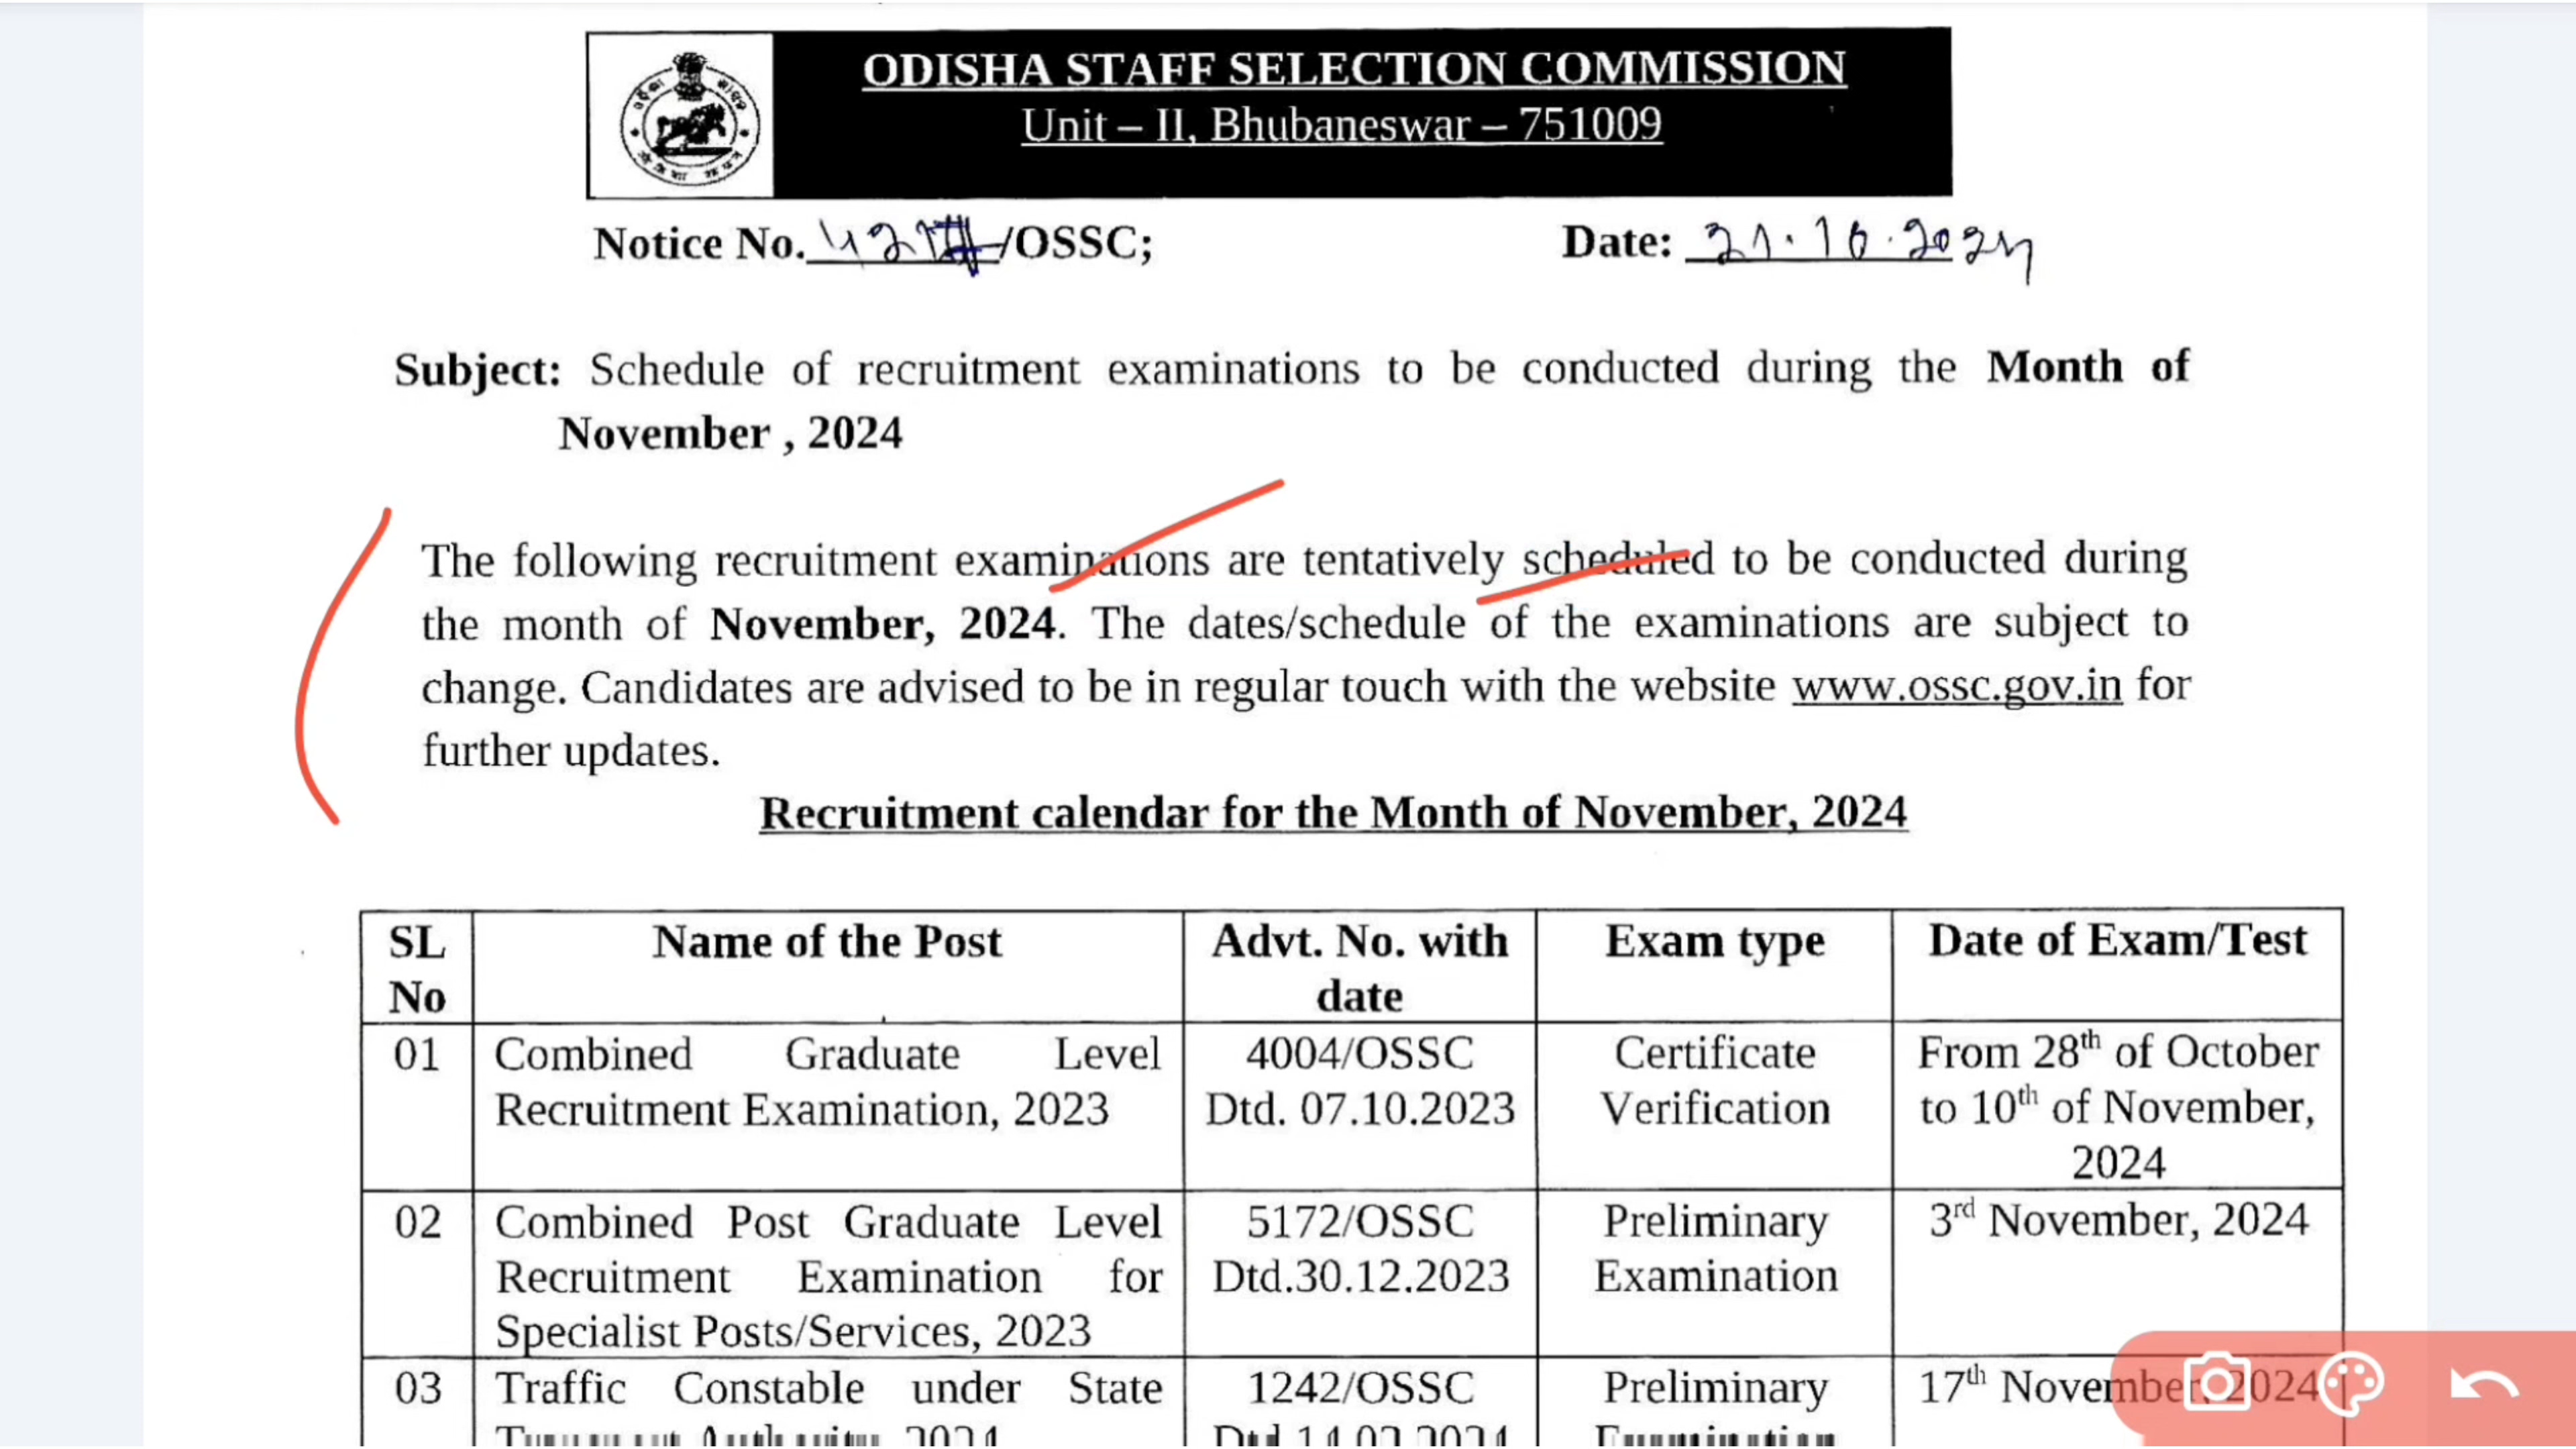 ODISHA STAFF SELECTION COMMISSION
Unit – II, Bhubaneswar – 751009
Notice No. /OSSC;
Date: 21.10.2024
Subject: Schedule of recruitment examinations to be conducted during the Month of
November , 2024
The following recruitment examinations are tentatively scheduled to be conducted during
the month of November, 2024. The dates/schedule of the examinations are subject to
change. Candidates are advised to be in regular touch with the website www.ossc.gov.in for
further updates.
Recruitment calendar for the Month of November, 2024
SL No
Name of the Post
Advt. No. with date
Exam type
Date of Exam/Test
01
Combined Graduate Level
Recruitment Examination, 2023
4004/OSSC
Dtd. 07.10.2023
Certificate
Verification
From 28th of October
to 10th of November,
2024
02
Combined Post Graduate Level
Recruitment Examination for
Specialist Posts/Services, 2023
5172/OSSC
Dtd.30.12.2023
Preliminary
Examination
3rd November, 2024
03
Traffic Constable under State
1242/OSSC
Preliminary
17th November, 2024